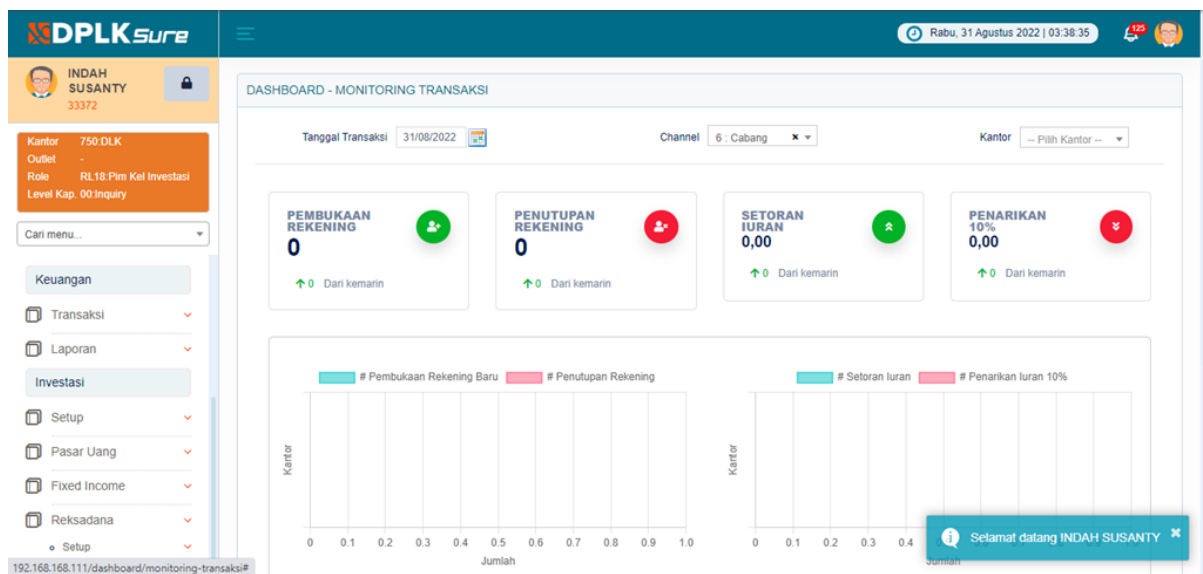 DPLKSure
Rabu, 31 Agustus 2022 | 03:38:35
125
INDAH
SUSANTY
33372
Kantor 750:DLK
Outlet -
Role RL18:Pim Kel Investasi
Level Kap. 00:Inquiry
Cari menu...
Keuangan
Transaksi
Laporan
Investasi
Setup
Pasar Uang
Fixed Income
Reksadana
Setup
192.168.168.111/dashboard/monitoring-transaksi#
DASHBOARD - MONITORING TRANSAKSI
Tanggal Transaksi 31/08/2022
Channel 6 : Cabang
Kantor -- Pilih Kantor --
PEMBUKAAN
REKENING
0
0 Dari kemarin
PENUTUPAN
REKENING
0
0 Dari kemarin
SETORAN
IURAN
0,00
0 Dari kemarin
PENARIKAN
10%
0,00
0 Dari kemarin
# Pembukaan Rekening Baru # Penutupan Rekening
Kantor
0 0.1 0.2 0.3 0.4 0.5 0.6 0.7 0.8 0.9 1.0
Jumlah
# Setoran Iuran # Penarikan Iuran 10%
Kantor
0 0.1 0.2 0.3 0.4
Jumlah
Selamat datang INDAH SUSANTY